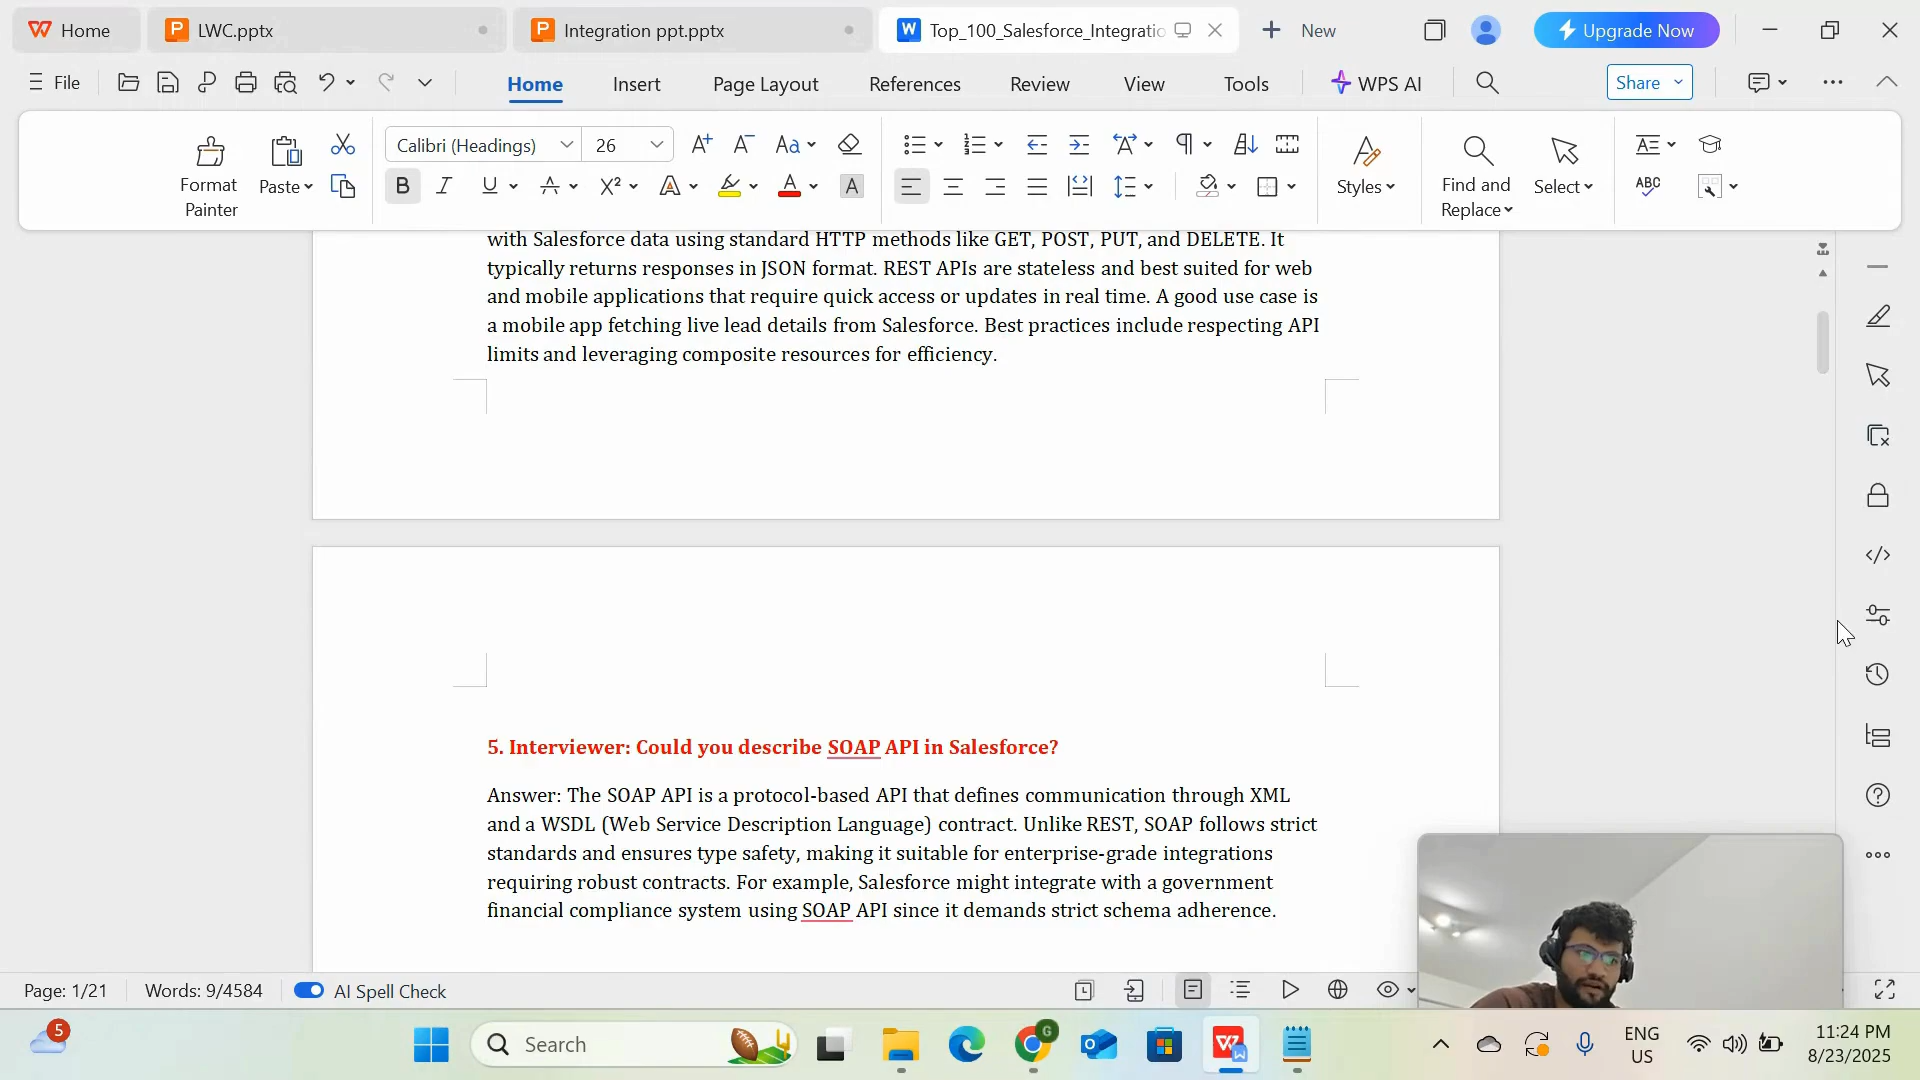 Home
LWC.pptx
Integration ppt.pptx
Top_100_Salesforce_Integratio
New
Upgrade Now
File
Home
Insert
Page Layout
References
Review
View
Tools
WPS AI
Share
Format
Painter
Paste
Calibri (Headings)
26
Styles
Find and
Replace
Select
with Salesforce data using standard HTTP methods like GET, POST, PUT, and DELETE. It
typically returns responses in JSON format. REST APIs are stateless and best suited for web
and mobile applications that require quick access or updates in real time. A good use case is
a mobile app fetching live lead details from Salesforce. Best practices include respecting API
limits and leveraging composite resources for efficiency.
5. Interviewer: Could you describe SOAP API in Salesforce?
Answer: The SOAP API is a protocol-based API that defines communication through XML
and a WSDL (Web Service Description Language) contract. Unlike REST, SOAP follows strict
standards and ensures type safety, making it suitable for enterprise-grade integrations
requiring robust contracts. For example, Salesforce might integrate with a government
financial compliance system using SOAP API since it demands strict schema adherence.
Page: 1/21
Words: 9/4584
AI Spell Check
5
Search
ENG
US
11:24 PM
8/23/2025